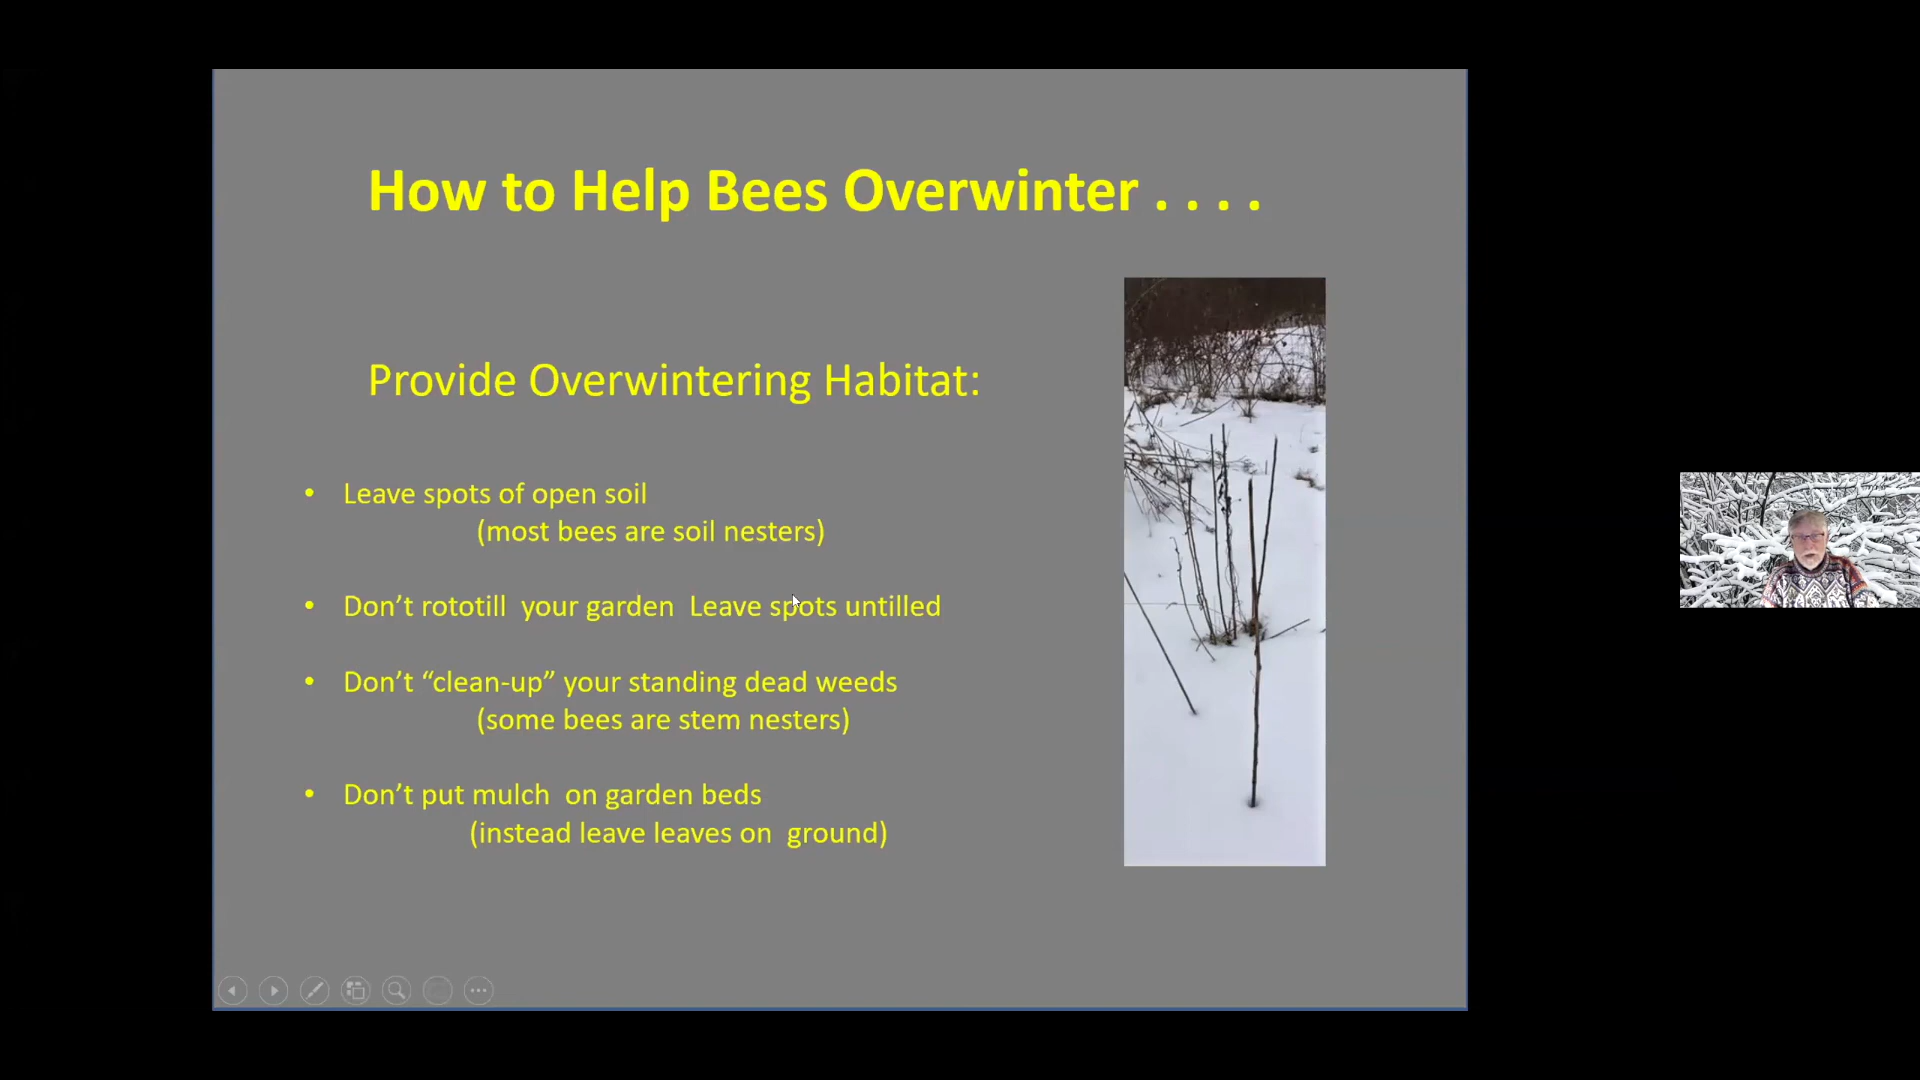 How to Help Bees Overwinter . . . .
Provide Overwintering Habitat:
• Leave spots of open soil
(most bees are soil nesters)
• Don’t rototill  your garden  Leave spots untilled
• Don’t “clean-up” your standing dead weeds
(some bees are stem nesters)
• Don’t put mulch  on garden beds
(instead leave leaves on  ground)